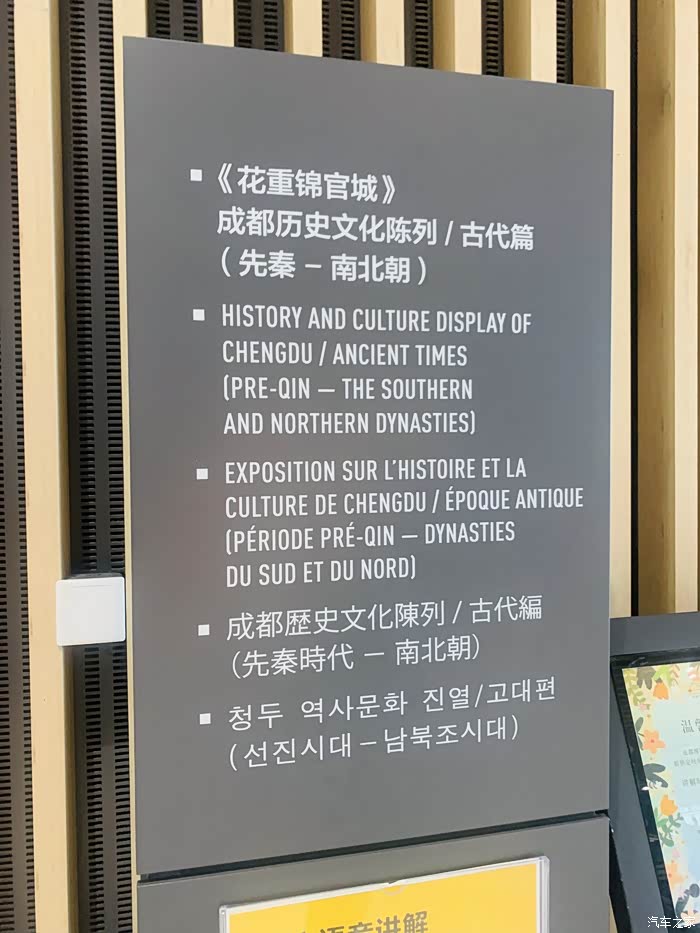 《花重锦官城》
成都历史文化陈列 / 古代篇
(先秦 – 南北朝)
HISTORY AND CULTURE DISPLAY OF
CHENGDU / ANCIENT TIMES
(PRE-QIN — THE SOUTHERN
AND NORTHERN DYNASTIES)
EXPOSITION SUR L'HISTOIRE ET LA
CULTURE DE CHENGDU / ÉPOQUE ANTIQUE
(PÉRIODE PRÉ-QIN — DYNASTIES
DU SUD ET DU NORD)
成都歴史文化陳列 / 古代編
(先秦時代 – 南北朝)
청두 역사문화 진열/고대편
(선진시대 – 남북조시대)
语音讲解
温
汽车之家